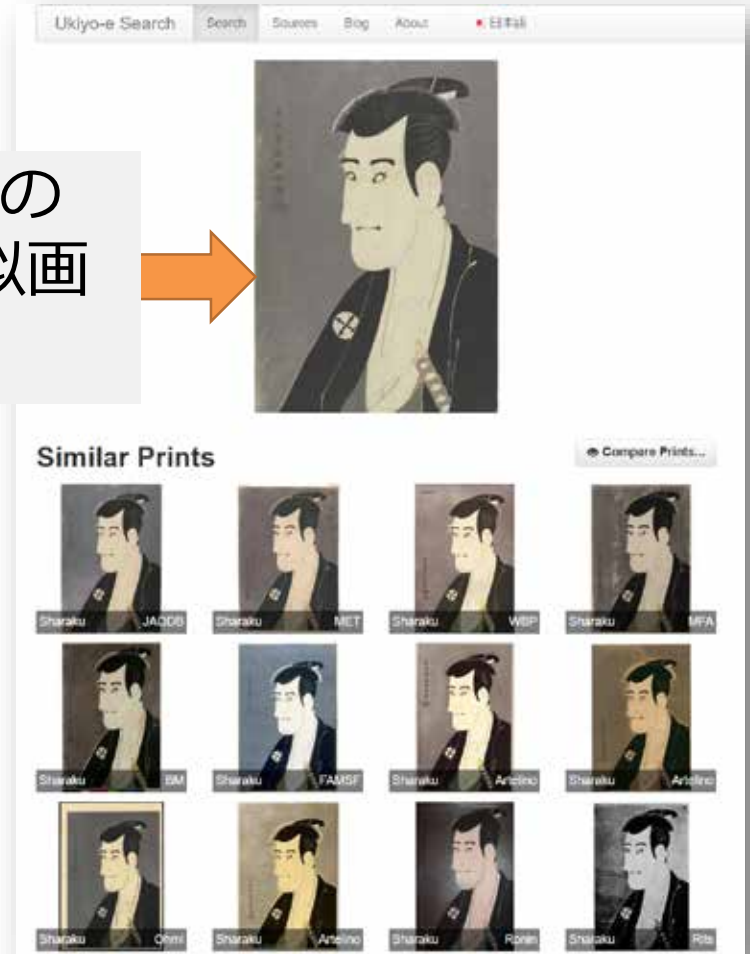 Ukiyo-e Search Search Sources Blog About 日本語
の
似画
Similar Prints
Compare Prints...
Sharaku JAODB
Sharaku MET
Sharaku WBP
Sharaku MFA
Sharaku BM
Sharaku FAMSF
Sharaku Artelino
Sharaku Artelino
Sharaku Ohmi
Sharaku Artelino
Sharaku Ronin
Sharaku Rits